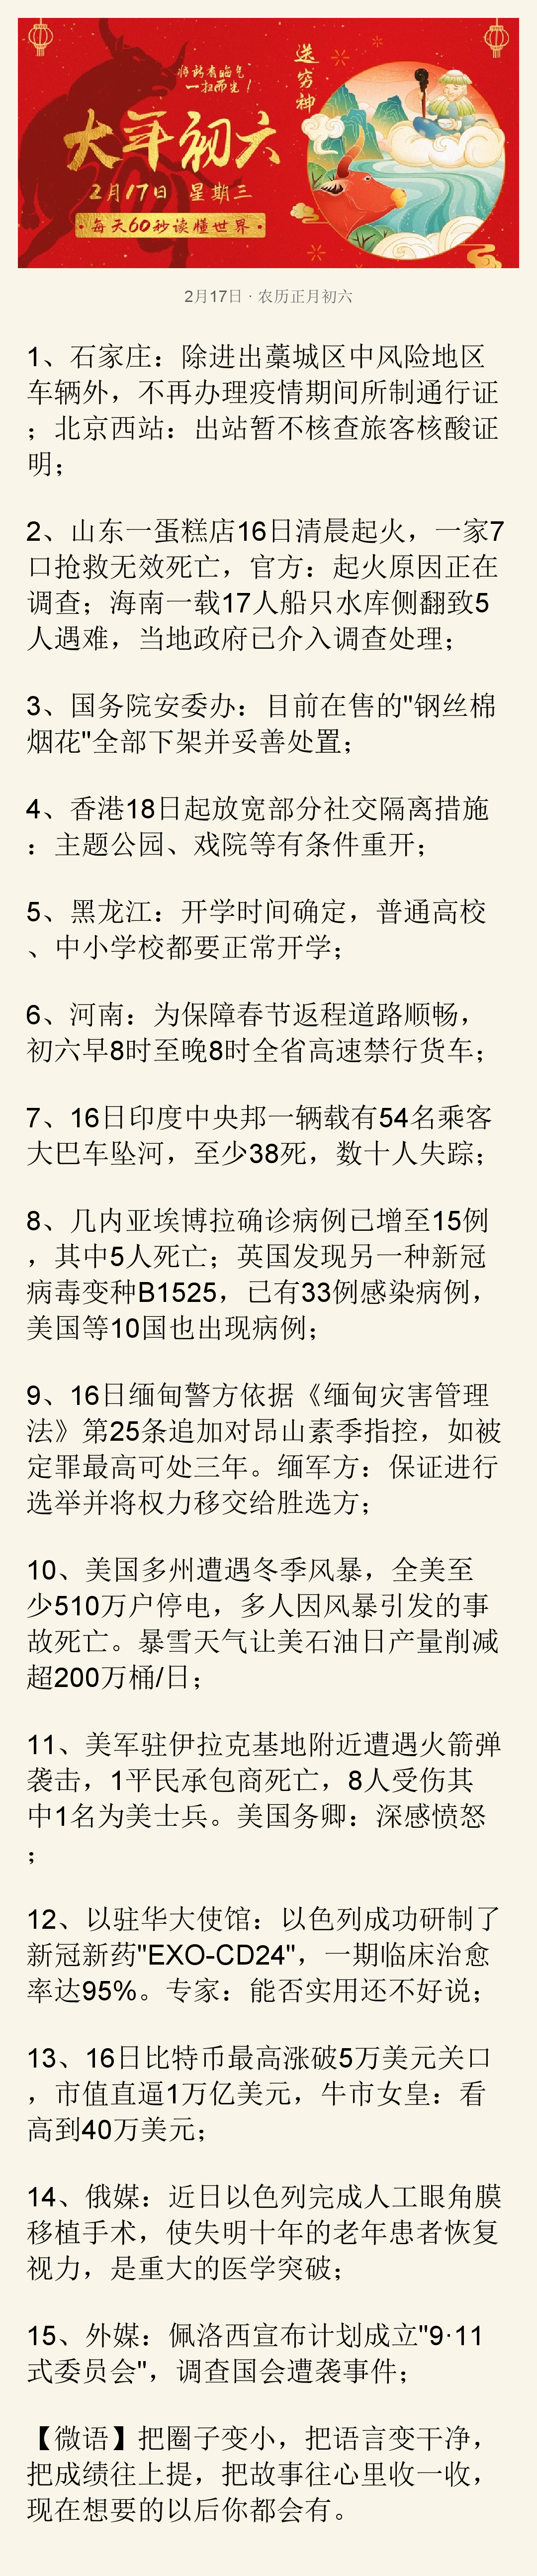 将所有晦气
一扫而光！
送穷神
大年初六
2月17日 星期三
·每天60秒读懂世界·
2月17日 · 农历正月初六
1、石家庄：除进出藁城区中风险地区
车辆外，不再办理疫情期间所制通行证
；北京西站：出站暂不核查旅客核酸证
明；
2、山东一蛋糕店16日清晨起火，一家7
口抢救无效死亡，官方：起火原因正在
调查；海南一载17人船只水库侧翻致5
人遇难，当地政府已介入调查处理；
3、国务院安委办：目前在售的"钢丝棉
烟花"全部下架并妥善处置；
4、香港18日起放宽部分社交隔离措施
：主题公园、戏院等有条件重开；
5、黑龙江：开学时间确定，普通高校
、中小学校都要正常开学；
6、河南：为保障春节返程道路顺畅，
初六早8时至晚8时全省高速禁行货车；
7、16日印度中央邦一辆载有54名乘客
大巴车坠河，至少38死，数十人失踪；
8、几内亚埃博拉确诊病例已增至15例
，其中5人死亡；英国发现另一种新冠
病毒变种B1525，已有33例感染病例，
美国等10国也出现病例；
9、16日缅甸警方依据《缅甸灾害管理
法》第25条追加对昂山素季指控，如被
定罪最高可处三年。缅军方：保证进行
选举并将权力移交给胜选方；
10、美国多州遭遇冬季风暴，全美至
少510万户停电，多人因风暴引发的事
故死亡。暴雪天气让美石油日产量削减
超200万桶/日；
11、美军驻伊拉克基地附近遭遇火箭弹
袭击，1平民承包商死亡，8人受伤其
中1名为美士兵。美国务卿：深感愤怒
；
12、以驻华大使馆：以色列成功研制了
新冠新药"EXO-CD24"，一期临床治愈
率达95%。专家：能否实用还不好说；
13、16日比特币最高涨破5万美元关口
，市值直逼1万亿美元，牛市女皇：看
高到40万美元；
14、俄媒：近日以色列完成人工眼角膜
移植手术，使失明十年的老年患者恢复
视力，是重大的医学突破；
15、外媒：佩洛西宣布计划成立"9·11
式委员会"，调查国会遭袭事件；
【微语】把圈子变小，把语言变干净，
把成绩往上提，把故事往心里收一收，
现在想要的以后你都会有。